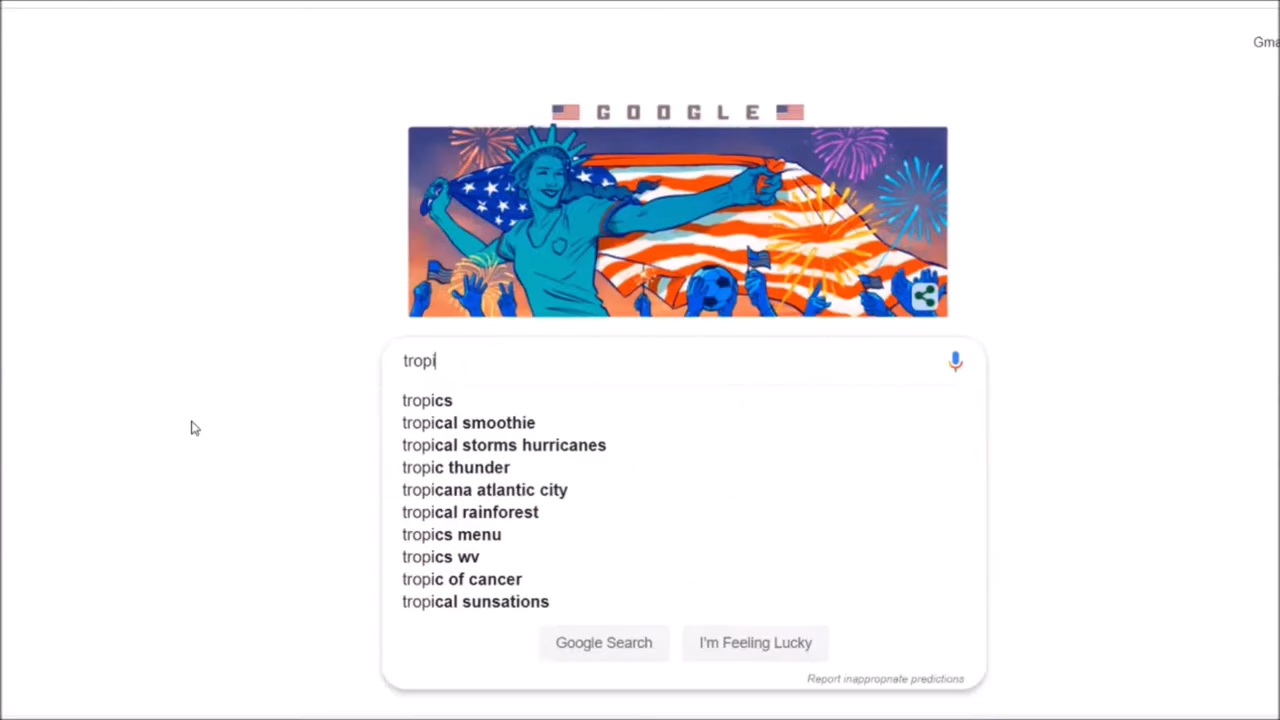 Gma
GOOGLE
tropi
tropics
tropical smoothie
tropical storms hurricanes
tropic thunder
tropicana atlantic city
tropical rainforest
tropics menu
tropics wv
tropic of cancer
tropical sunsations
Google Search
I'm Feeling Lucky
Report inappropriate predictions